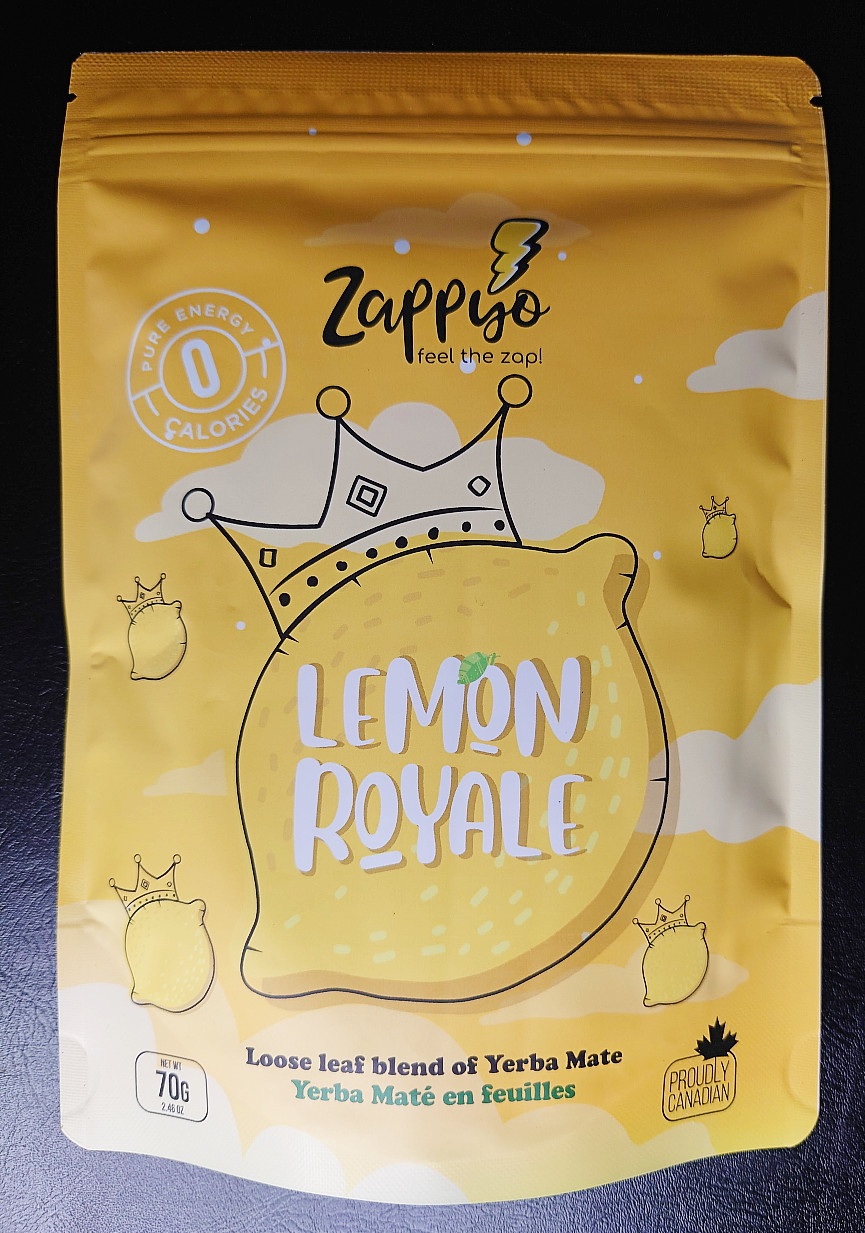 Zappyo
feel the zap!
PURE ENERGY
0
CALORIES
LEMON
ROYALE
Loose leaf blend of Yerba Mate
Yerba Maté en feuilles
NET WT
70G
2.46 OZ
PROUDLY
CANADIAN